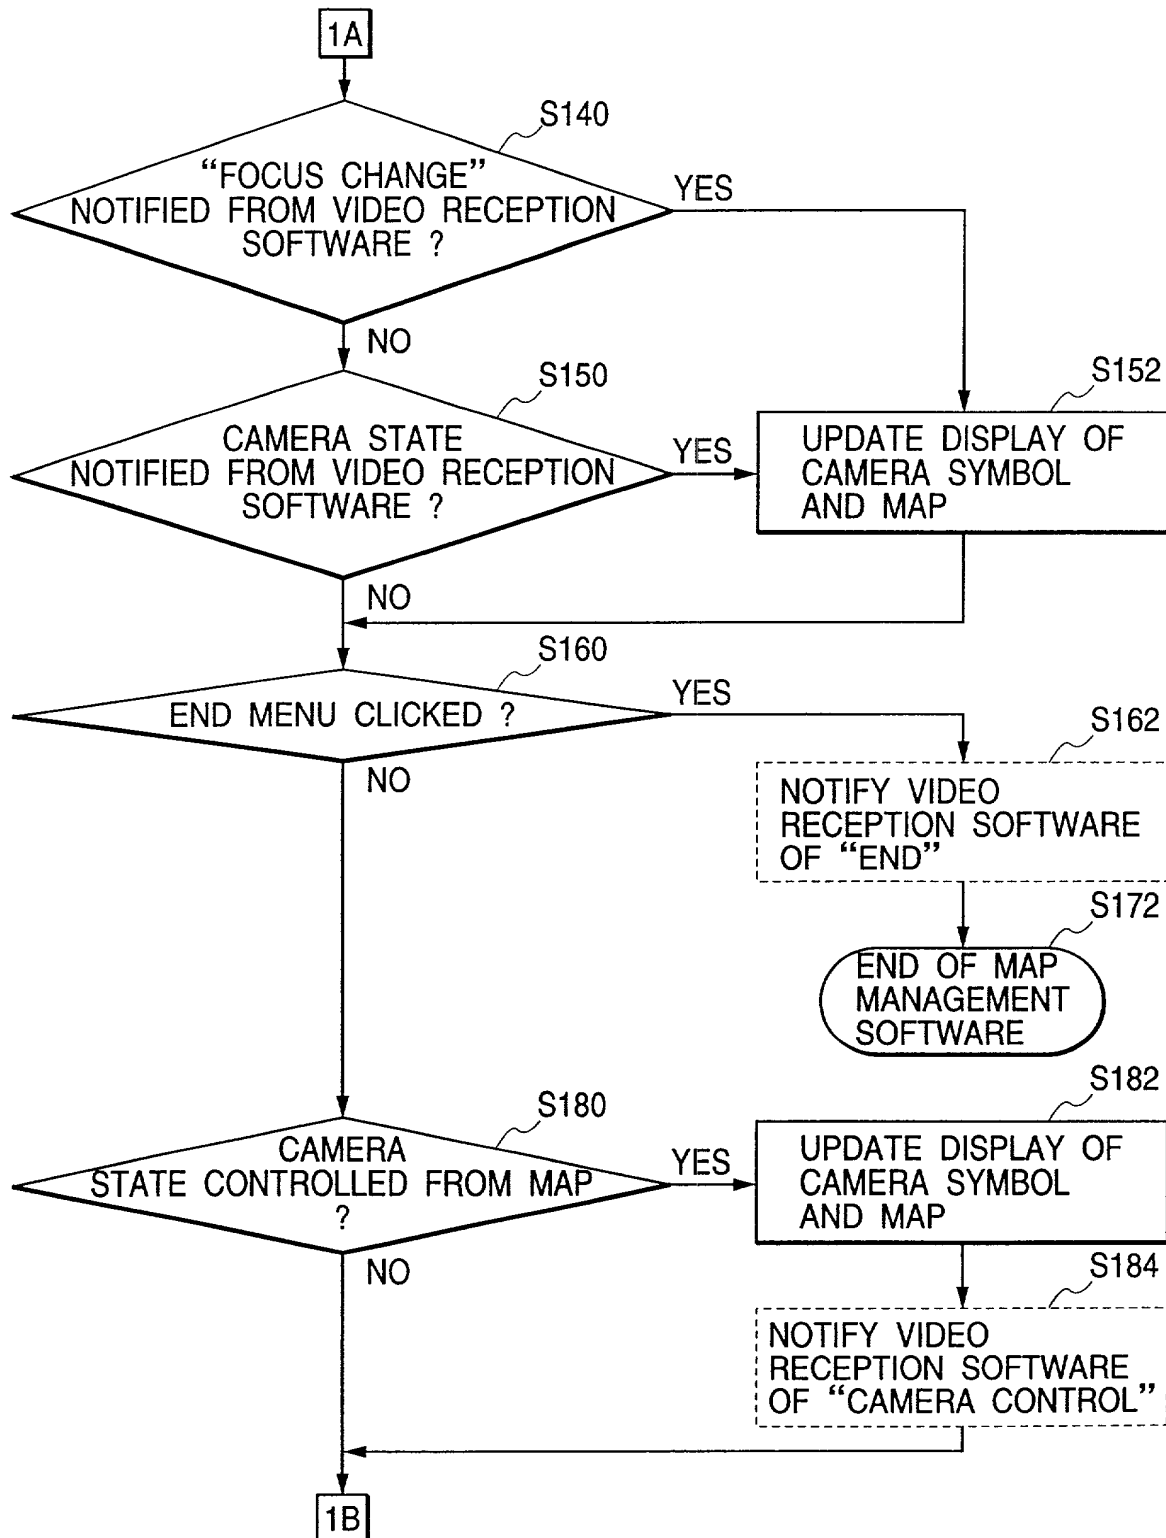 1A
S140
“FOCUS CHANGE”
NOTIFIED FROM VIDEO RECEPTION
SOFTWARE ?
YES
NO
S150
CAMERA STATE
NOTIFIED FROM VIDEO RECEPTION
SOFTWARE ?
YES
S152
UPDATE DISPLAY OF
CAMERA SYMBOL
AND MAP
NO
S160
END MENU CLICKED ?
YES
NO
S162
NOTIFY VIDEO
RECEPTION SOFTWARE
OF “END”
S172
END OF MAP
MANAGEMENT
SOFTWARE
S180
CAMERA
STATE CONTROLLED FROM MAP
?
YES
NO
S182
UPDATE DISPLAY OF
CAMERA SYMBOL
AND MAP
S184
NOTIFY VIDEO
RECEPTION SOFTWARE
OF “CAMERA CONTROL”
1B